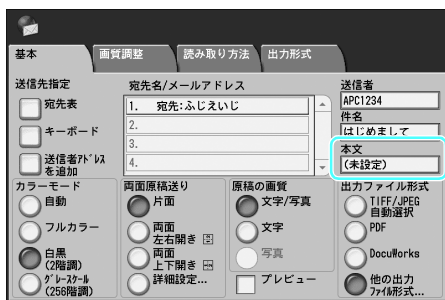 基本
画質調整
読み取り方法
出力形式
送信先指定
宛先表
キーボード
送信者ｱﾄﾞﾚｽ
を追加
宛先名/メールアドレス
1. 宛先:ふじえいじ
2.
3.
4.
送信者
APC1234
件名
はじめまして
本文
(未設定)
カラーモード
自動
フルカラー
白黒
(2階調)
ｸﾞﾚｰｽｹｰﾙ
(256階調)
両面原稿送り
片面
両面
左右開き
両面
上下開き
詳細設定...
原稿の画質
文字/写真
文字
写真
プレビュー
出力ファイル形式
TIFF/JPEG
自動選択
PDF
DocuWorks
他の出力
ﾌｧｲﾙ形式...